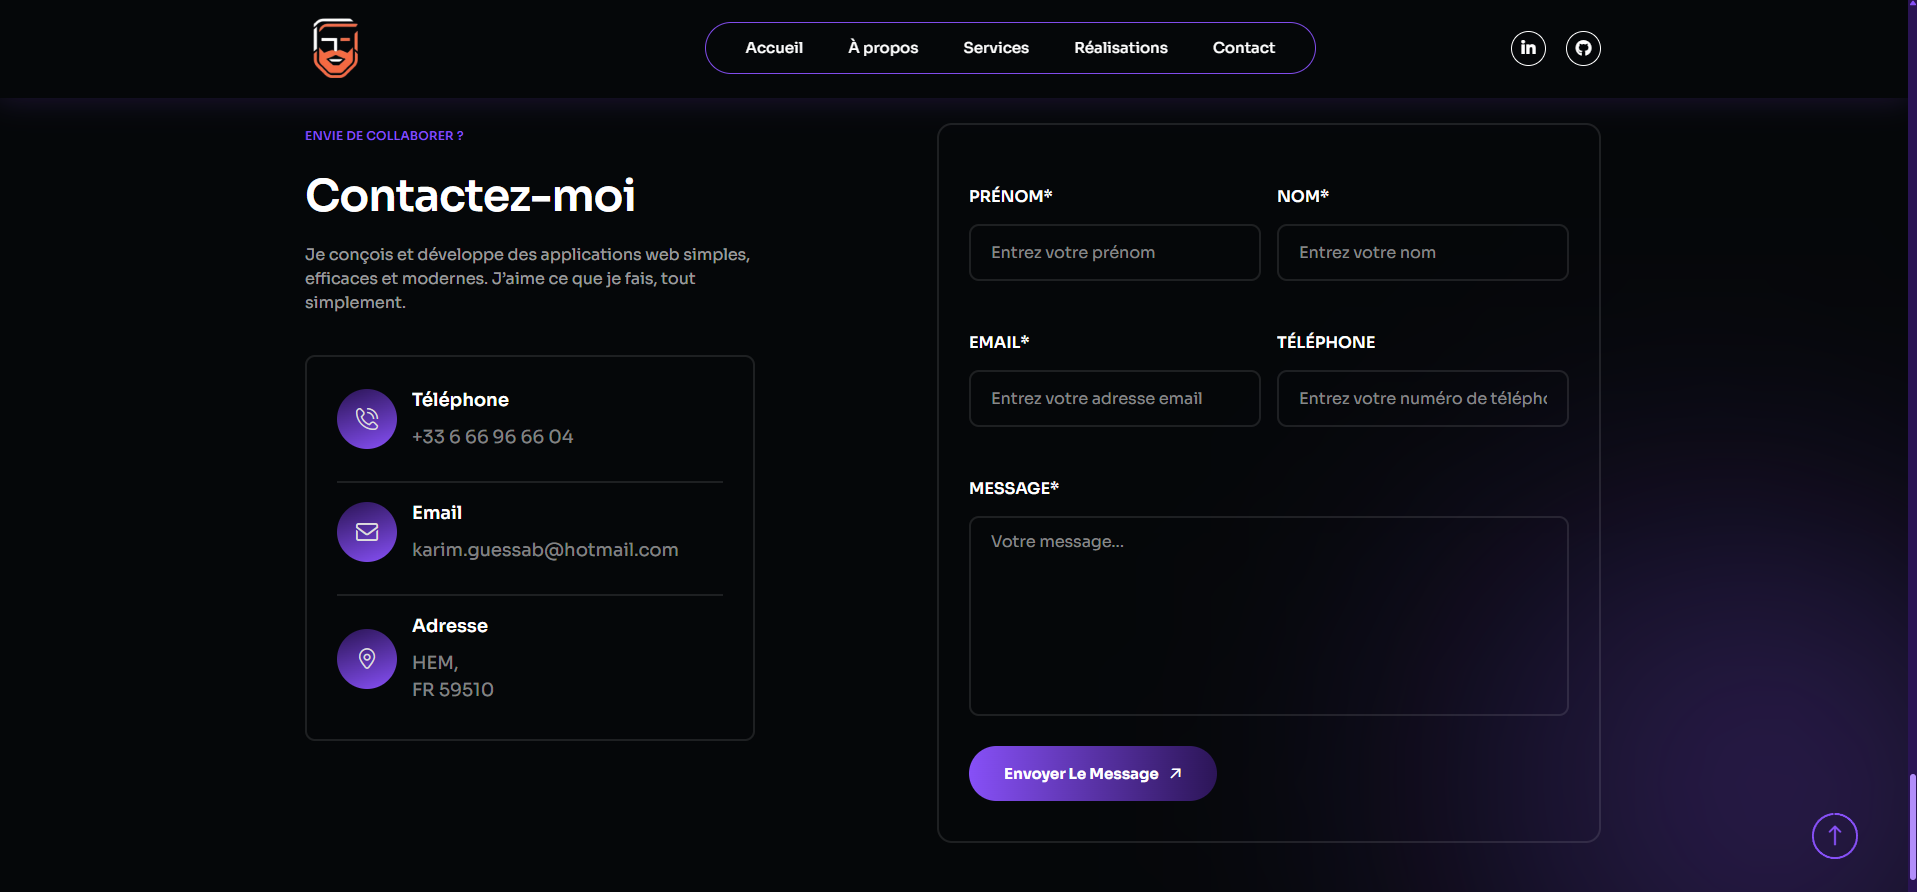 Accueil
À propos
Services
Réalisations
Contact
in
ENVIE DE COLLABORER ?
Contactez-moi
Je conçois et développe des applications web simples,
efficaces et modernes. J’aime ce que je fais, tout
simplement.
Téléphone
+33 6 66 96 66 04
Email
karim.guessab@hotmail.com
Adresse
HEM,
FR 59510
PRÉNOM*
NOM*
Entrez votre prénom
Entrez votre nom
EMAIL*
TÉLÉPHONE
Entrez votre adresse email
Entrez votre numéro de télépho
MESSAGE*
Votre message...
Envoyer Le Message